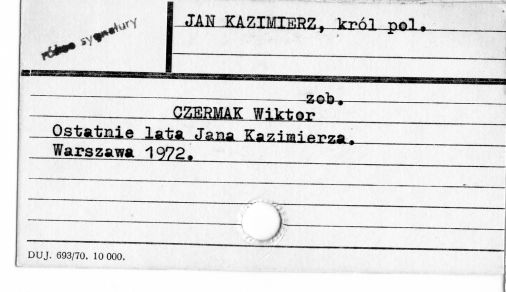 różne sygnatury
JAN KAZIMIERZ, król pol.
zob.
CZERMAK Wiktor
Ostatnie lata Jana Kazimierza.
Warszawa 1972.
DUJ. 693/70. 10 000.